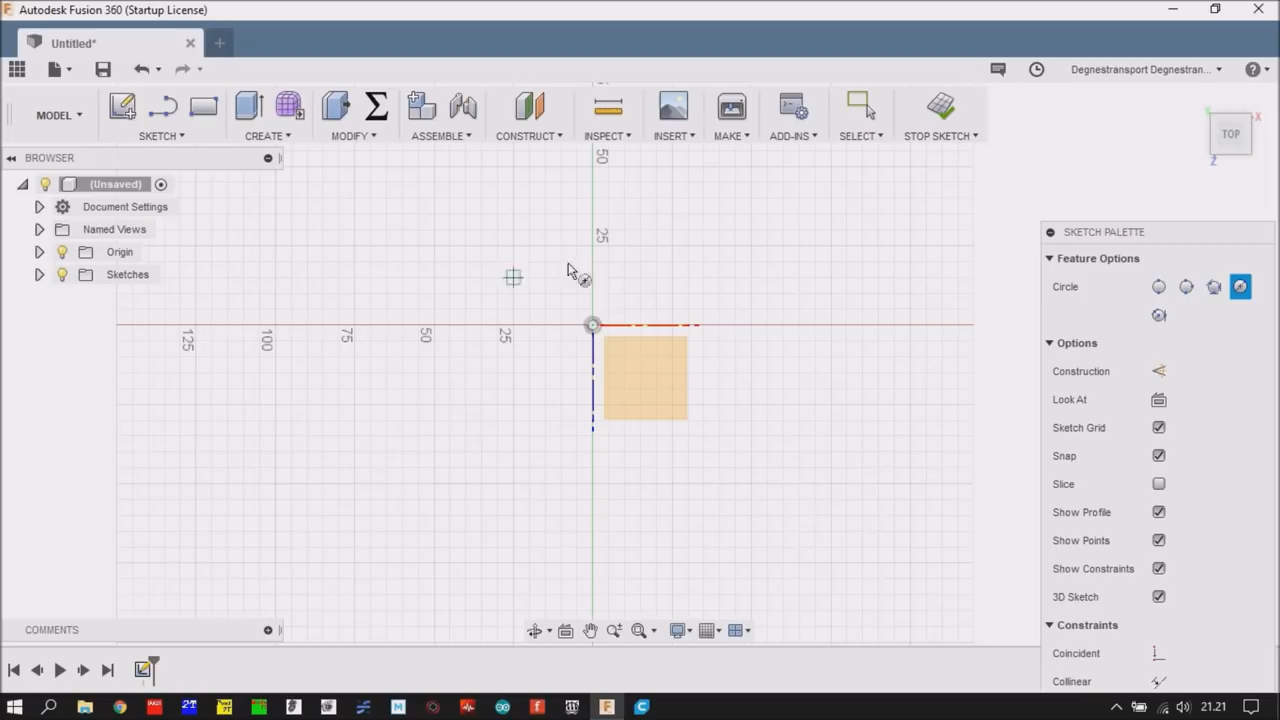 Autodesk Fusion 360 (Startup License)
Untitled*
Degnestransport Degnestran...
MODEL
SKETCH
CREATE
MODIFY
ASSEMBLE
CONSTRUCT
INSPECT
INSERT
MAKE
ADD-INS
SELECT
STOP SKETCH
TOP
X
Z
BROWSER
(Unsaved)
Document Settings
Named Views
Origin
Sketches
50
25
125
100
75
50
25
SKETCH PALETTE
Feature Options
Circle
Options
Construction
Look At
Sketch Grid
Snap
Slice
Show Profile
Show Points
Show Constraints
3D Sketch
Constraints
Coincident
Collinear
COMMENTS
21.21